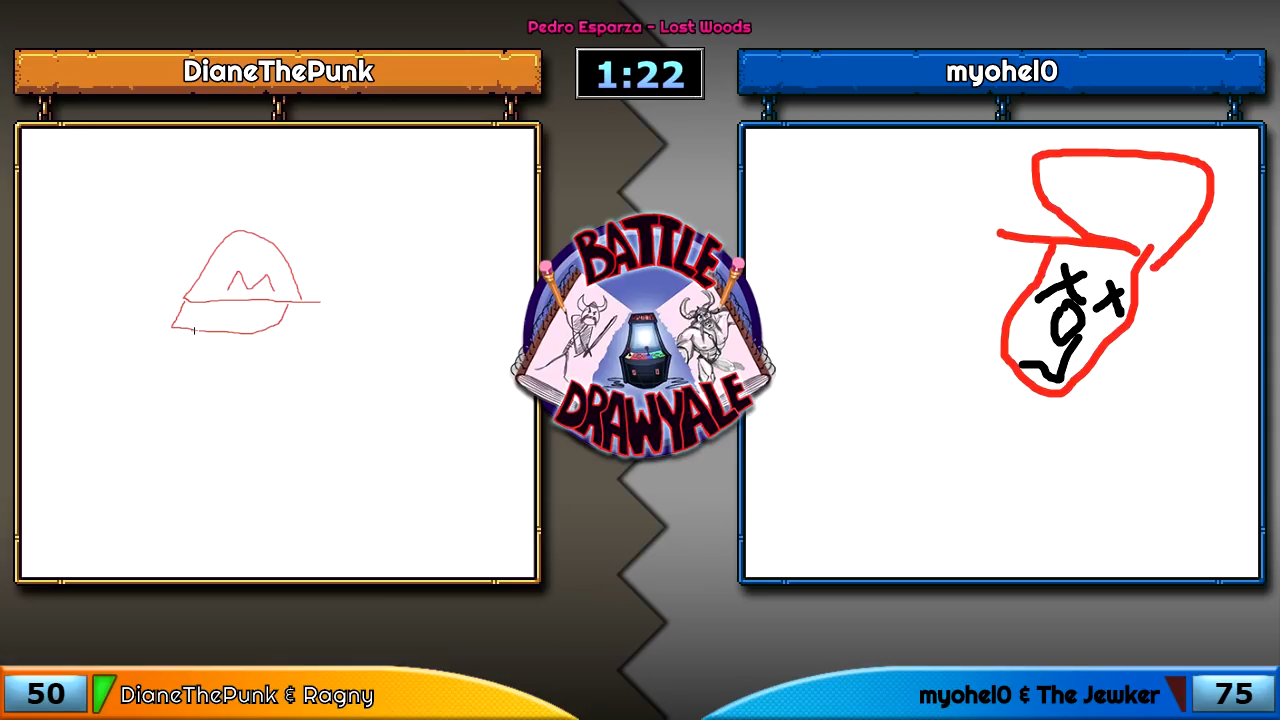 Pedro Esparza - Lost Woods
DianeThePunk
1:22
myohel0
M
BATTLE
DRAWYALE
50
DianeThePunk & Ragny
myohel0 & The Jewker
75